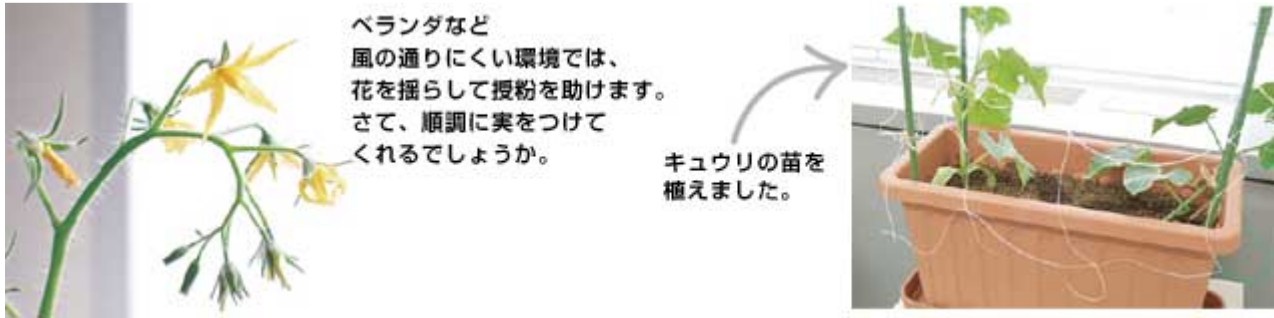 ベランダなど
風の通りにくい環境では、
花を揺らして授粉を助けます。
さて、順調に実をつけて
くれるでしょうか。
キュウリの苗を
植えました。